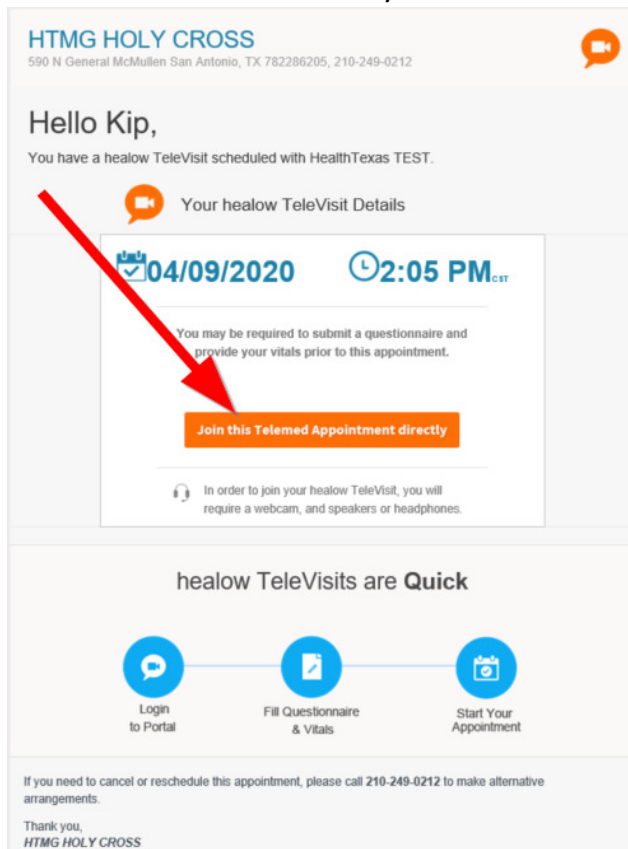 HTMG HOLY CROSS
590 N General McMullen San Antonio, TX 782286205, 210-249-0212
Hello Kip,
You have a healow TeleVisit scheduled with HealthTexas TEST.
Your healow TeleVisit Details
04/09/2020 2:05 PM CST
You may be required to submit a questionnaire and
provide your vitals prior to this appointment.
Join this Telemed Appointment directly
In order to join your healow TeleVisit, you will
require a webcam, and speakers or headphones.
healow TeleVisits are Quick
Login
to Portal
Fill Questionnaire
& Vitals
Start Your
Appointment
If you need to cancel or reschedule this appointment, please call 210-249-0212 to make alternative
arrangements.
Thank you,
HTMG HOLY CROSS